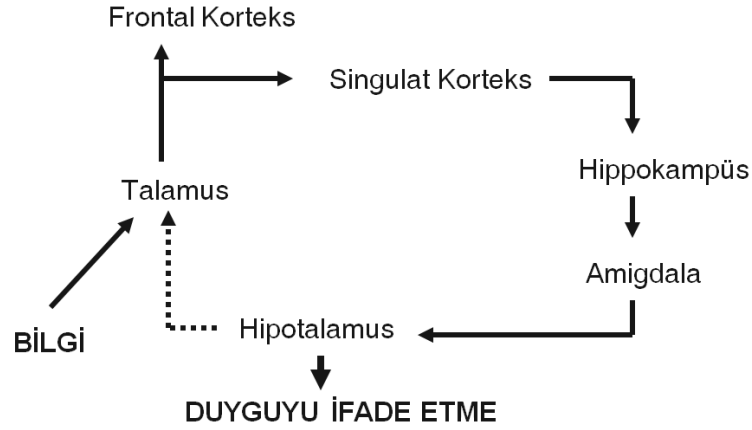 Frontal Korteks
Singulat Korteks
Hippokampüs
Talamus
Amigdala
Hipotalamus
BİLGİ
DUYGUYU İFADE ETME